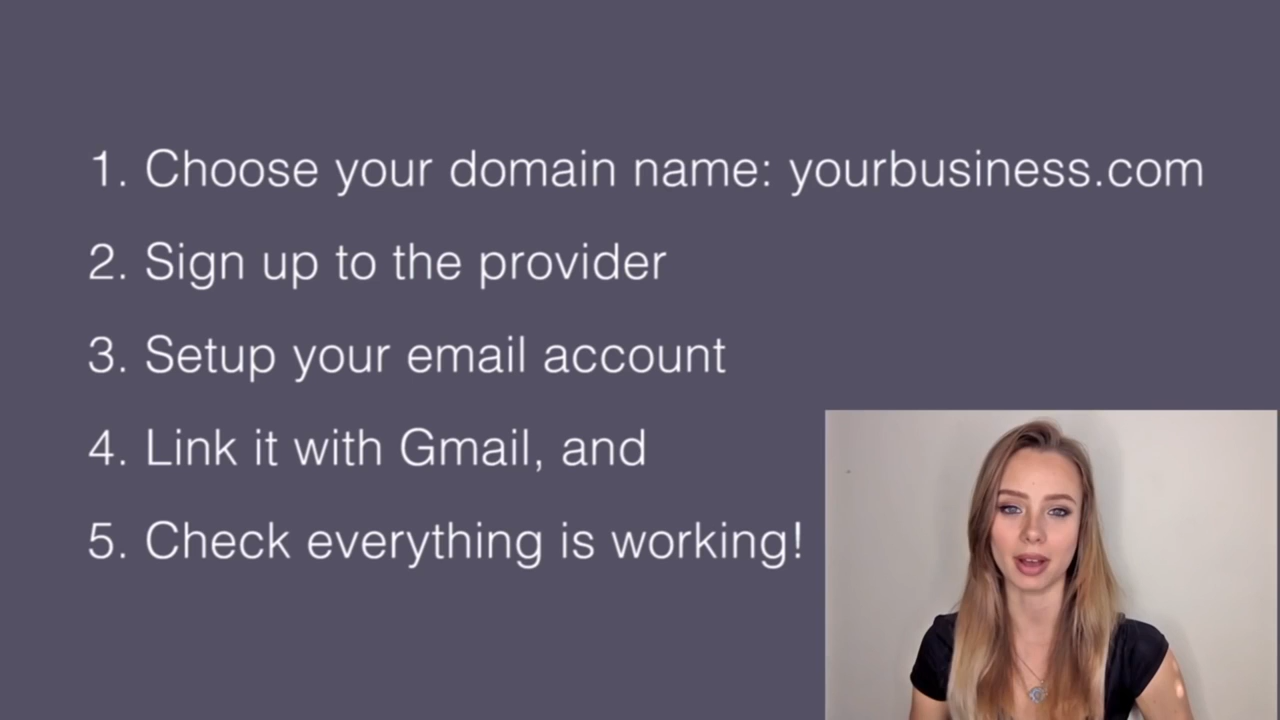 1. Choose your domain name: yourbusiness.com
2. Sign up to the provider
3. Setup your email account
4. Link it with Gmail, and
5. Check everything is working!